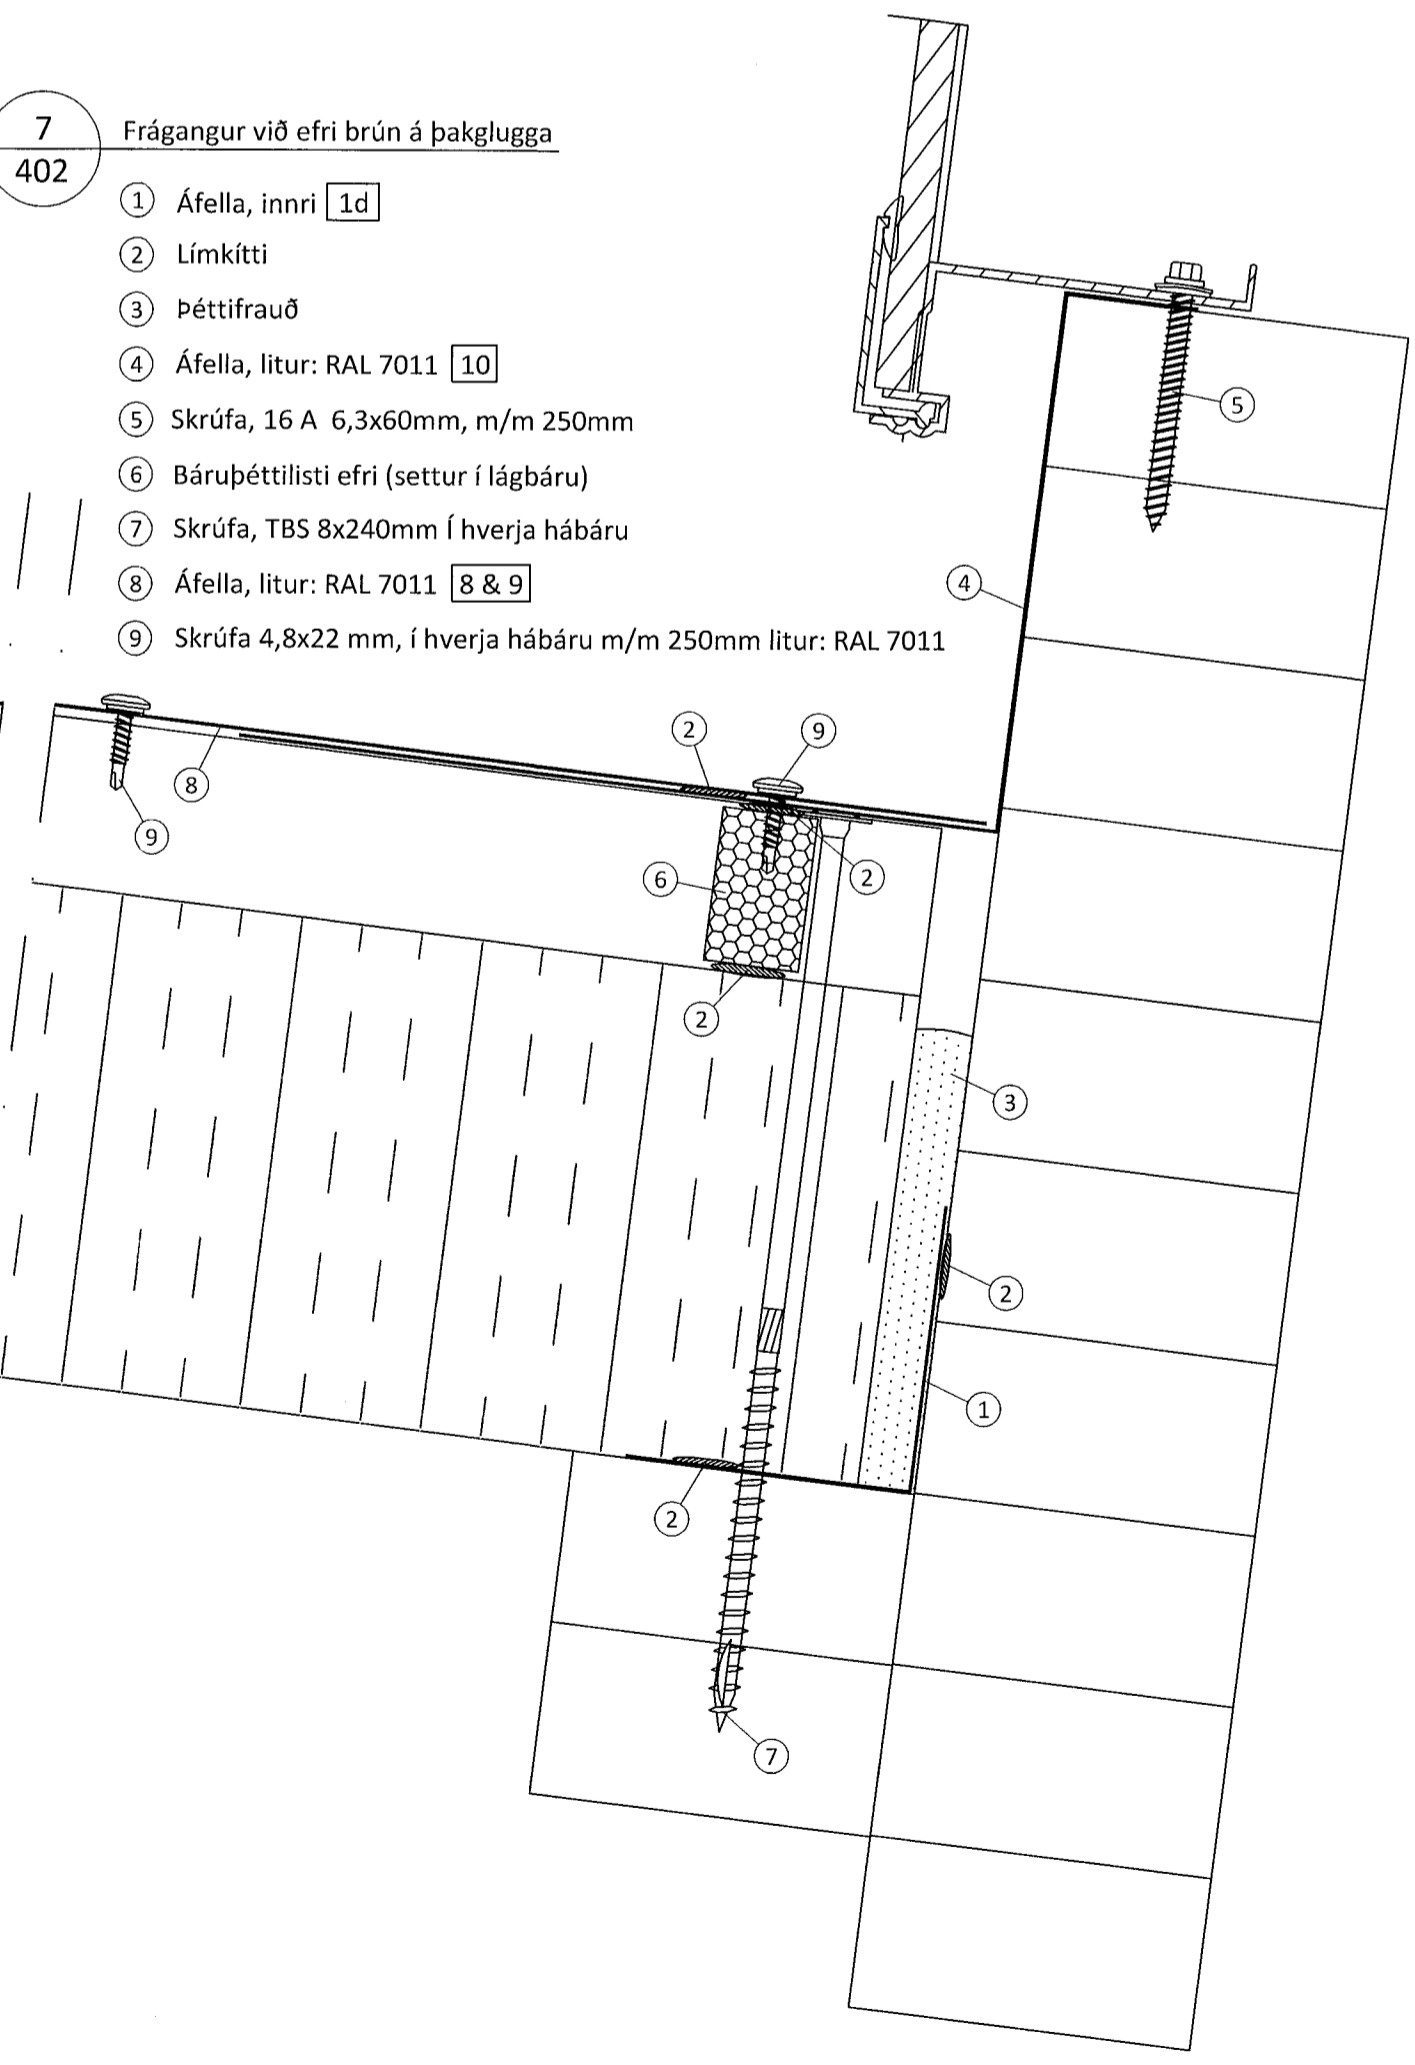 7
402
Frágangur við efri brún á þakglugga
1 Áfella, innri 1d
2 Límkítti
3 Þéttifrauð
4 Áfella, litur: RAL 7011 10
5 Skrúfa, 16 A 6,3x60mm, m/m 250mm
6 Báruþéttilisti efri (settur í lágbáru)
7 Skrúfa, TBS 8x240mm Í hverja hábáru
8 Áfella, litur: RAL 7011 8 & 9
9 Skrúfa 4,8x22 mm, í hverja hábáru m/m 250mm litur: RAL 7011
5
4
2
9
8
9
6
2
2
3
2
1
2
7